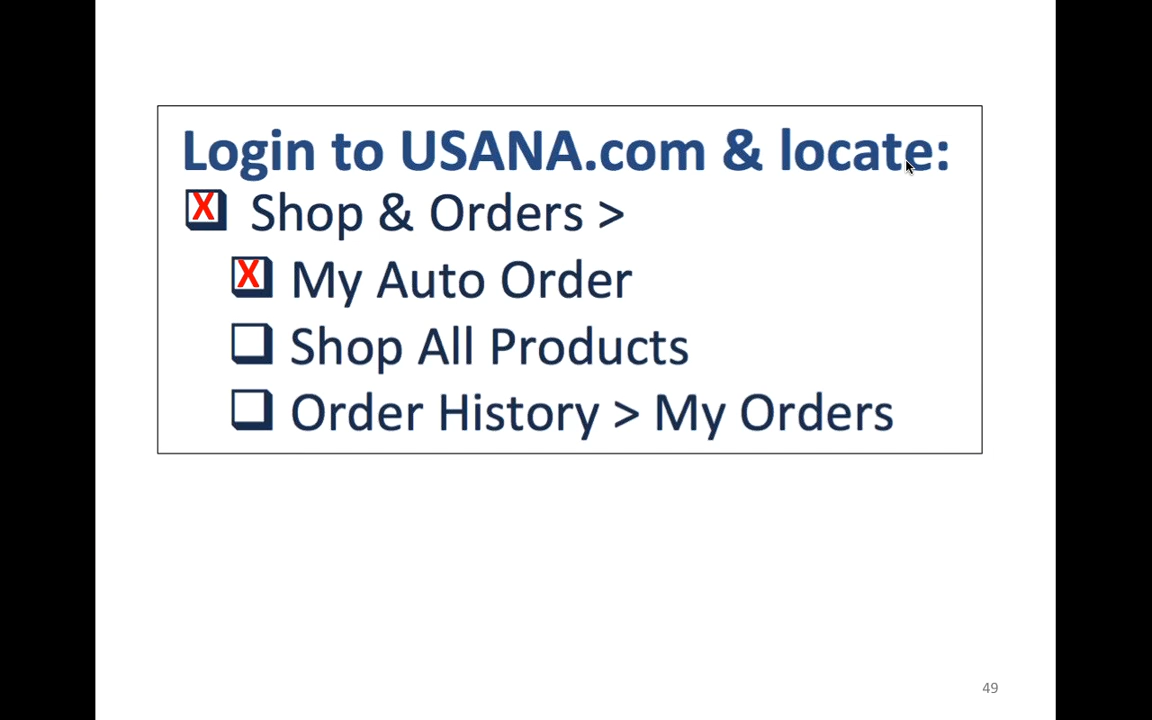 Login to USANA.com & locate:
X Shop & Orders >
X My Auto Order
Shop All Products
Order History > My Orders
49